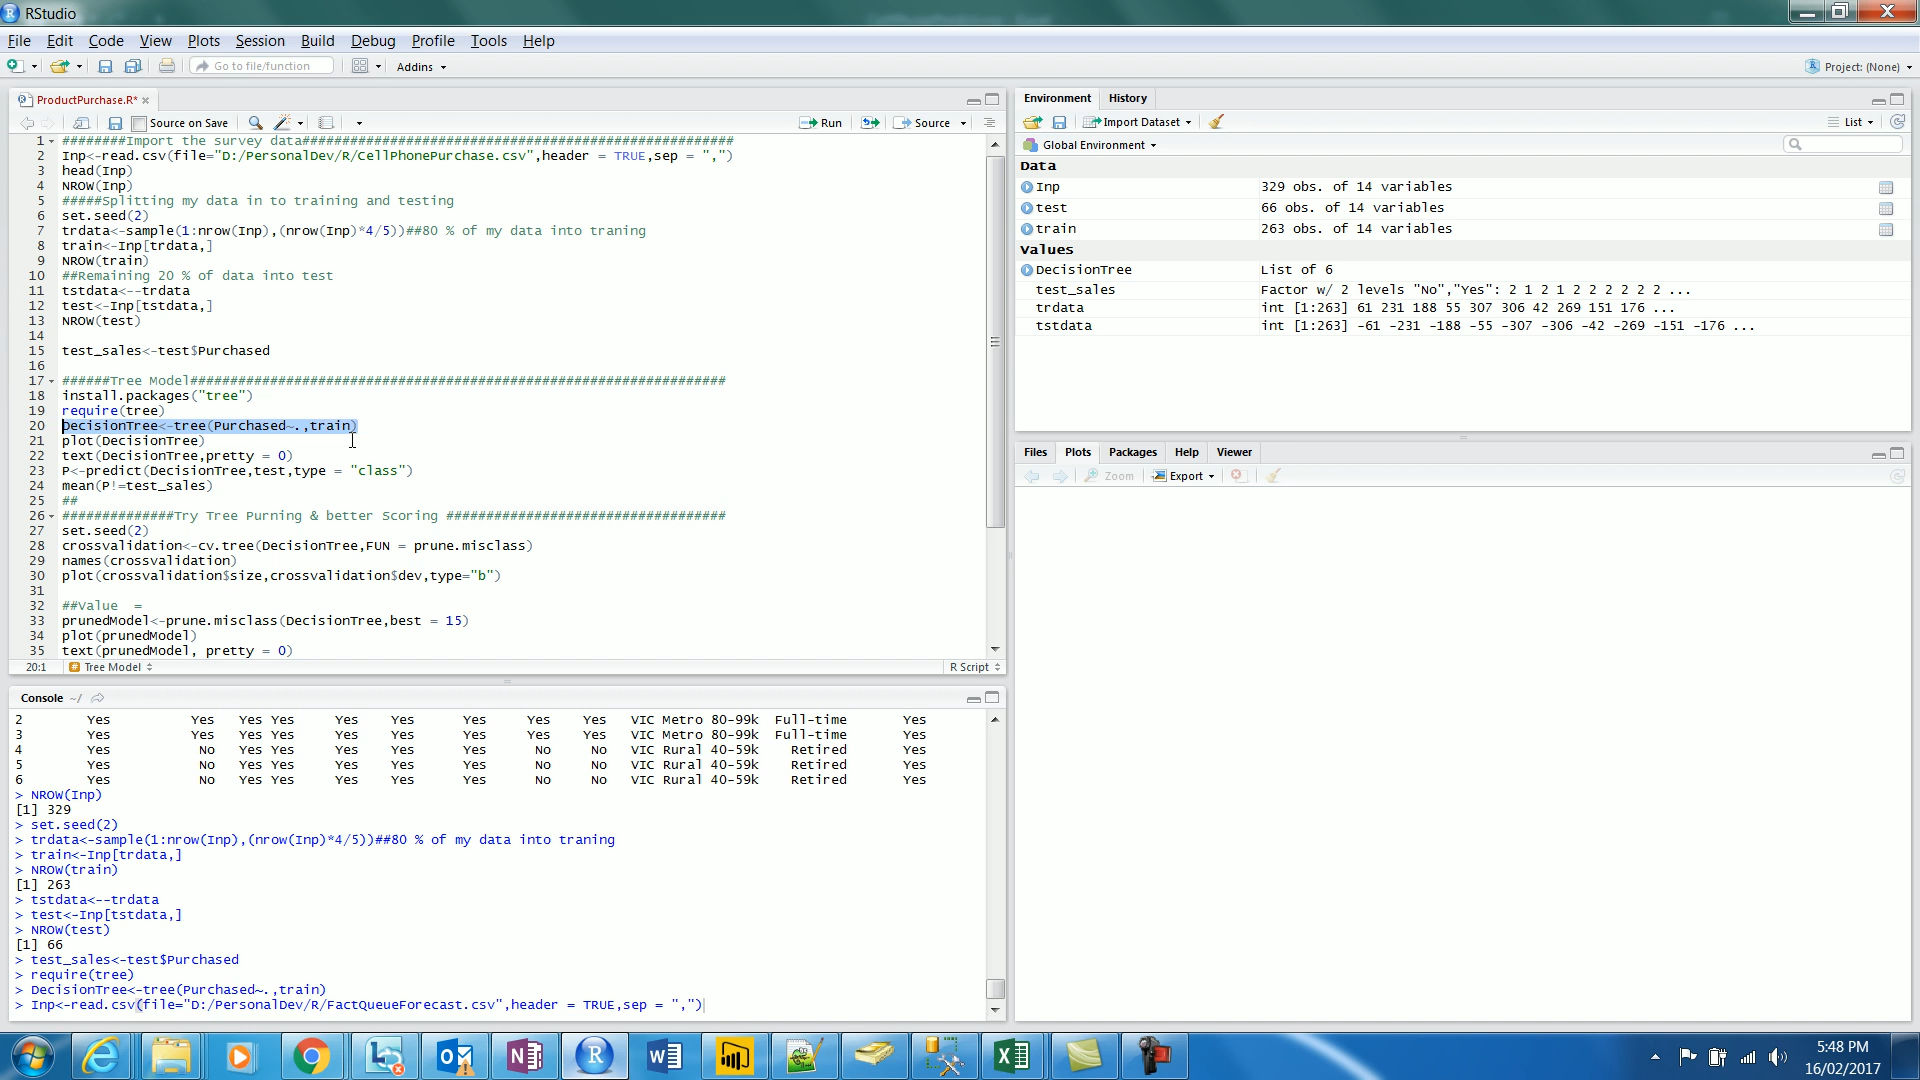 RStudio
File Edit Code View Plots Session Build Debug Profile Tools Help
Go to file/function Addins Project: (None)
ProductPurchase.R*
Source on Save Run Source
1 ########Import the survey data######################################################
2 Inp<-read.csv(file="D:/PersonalDev/R/CellPhonePurchase.csv",header = TRUE,sep = ",")
3 head(Inp)
4 NROW(Inp)
5 #####Splitting my data in to training and testing
6 set.seed(2)
7 trdata<-sample(1:nrow(Inp),(nrow(Inp)*4/5))##80 % of my data into traning
8 train<-Inp[trdata,]
9 NROW(train)
10 ##Remaining 20 % of data into test
11 tstdata<--trdata
12 test<-Inp[tstdata,]
13 NROW(test)
14
15 test_sales<-test$Purchased
16
17 ######Tree Model###################################################################
18 install.packages("tree")
19 require(tree)
20 DecisionTree<-tree(Purchased~.,train)
21 plot(DecisionTree)
22 text(DecisionTree,pretty = 0)
23 P<-predict(DecisionTree,test,type = "class")
24 mean(P!=test_sales)
25 ##
26 ##############Try Tree Purning & better Scoring ###################################
27 set.seed(2)
28 crossvalidation<-cv.tree(DecisionTree,FUN = prune.misclass)
29 names(crossvalidation)
30 plot(crossvalidation$size,crossvalidation$dev,type="b")
31
32 ##Value  =
33 prunedModel<-prune.misclass(DecisionTree,best = 15)
34 plot(prunedModel)
35 text(prunedModel, pretty = 0)
20:1 # Tree Model R Script
Console ~/
2 Yes Yes Yes Yes Yes Yes Yes Yes Yes VIC Metro 80-99k Full-time Yes
3 Yes Yes Yes Yes Yes Yes Yes Yes Yes VIC Metro 80-99k Full-time Yes
4 Yes No Yes Yes Yes Yes Yes No No VIC Rural 40-59k Retired Yes
5 Yes No Yes Yes Yes Yes Yes No No VIC Rural 40-59k Retired Yes
6 Yes No Yes Yes Yes Yes Yes No No VIC Rural 40-59k Retired Yes
> NROW(Inp)
[1] 329
> set.seed(2)
> trdata<-sample(1:nrow(Inp),(nrow(Inp)*4/5))##80 % of my data into traning
> train<-Inp[trdata,]
> NROW(train)
[1] 263
> tstdata<--trdata
> test<-Inp[tstdata,]
> NROW(test)
[1] 66
> test_sales<-test$Purchased
> require(tree)
> DecisionTree<-tree(Purchased~.,train)
> Inp<-read.csv(file="D:/PersonalDev/R/FactQueueForecast.csv",header = TRUE,sep = ",")
Environment History
Import Dataset List
Global Environment
Data
Inp 329 obs. of 14 variables
test 66 obs. of 14 variables
train 263 obs. of 14 variables
Values
DecisionTree List of 6
test_sales Factor w/ 2 levels "No","Yes": 2 1 2 1 2 2 2 2 2 2 ...
trdata int [1:263] 61 231 188 55 307 306 42 269 151 176 ...
tstdata int [1:263] -61 -231 -188 -55 -307 -306 -42 -269 -151 -176 ...
Files Plots Packages Help Viewer
Zoom Export
5:48 PM
16/02/2017